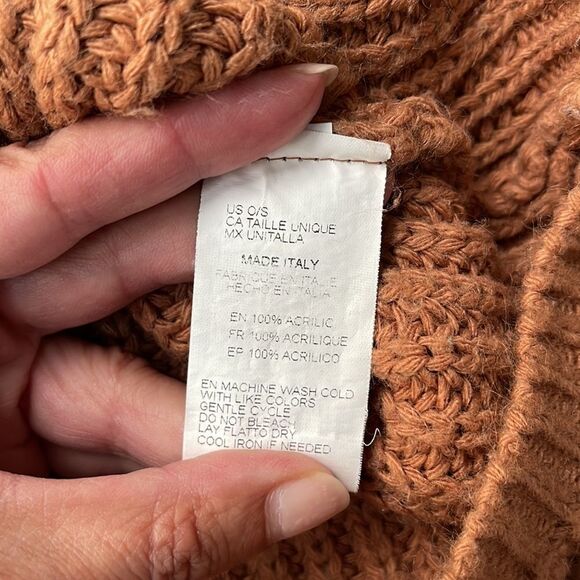 US O/S
CA TAILLE UNIQUE
MX UNITALLA
MADE ITALY
FABRIQUE EN ITALIE
HECHO EN ITALIA
EN 100% ACRILIC
FR 100% ACRILIQUE
EP 100% ACRILICO
EN MACHINE WASH COLD
WITH LIKE COLORS
GENTLE CYCLE
DO NOT BLEACH
LAY FLATTO DRY
COOL IRON IF NEEDED